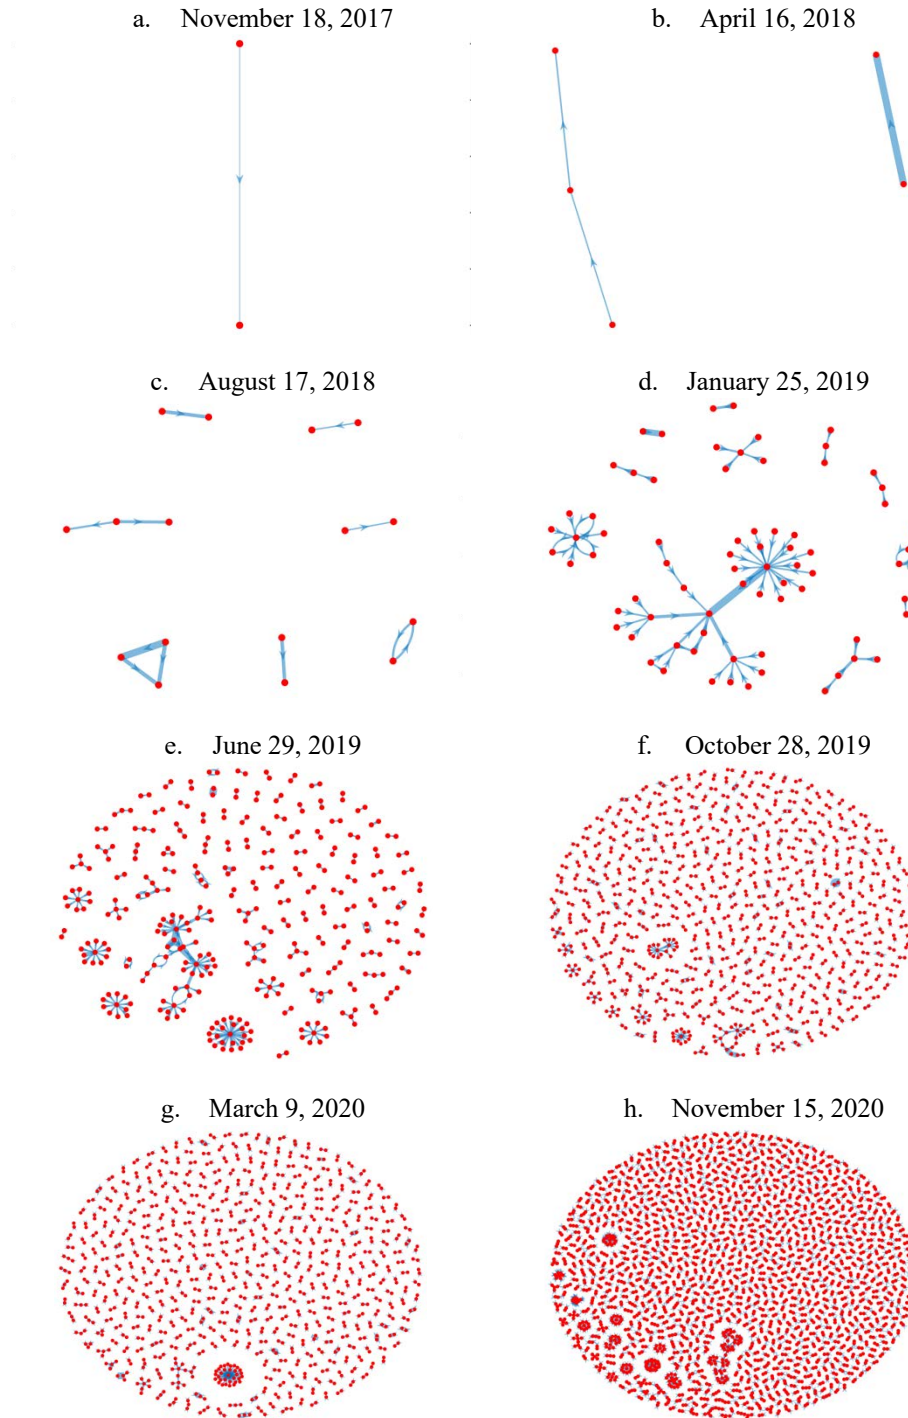 a. November 18, 2017
b. April 16, 2018
c. August 17, 2018
d. January 25, 2019
e. June 29, 2019
f. October 28, 2019
g. March 9, 2020
h. November 15, 2020